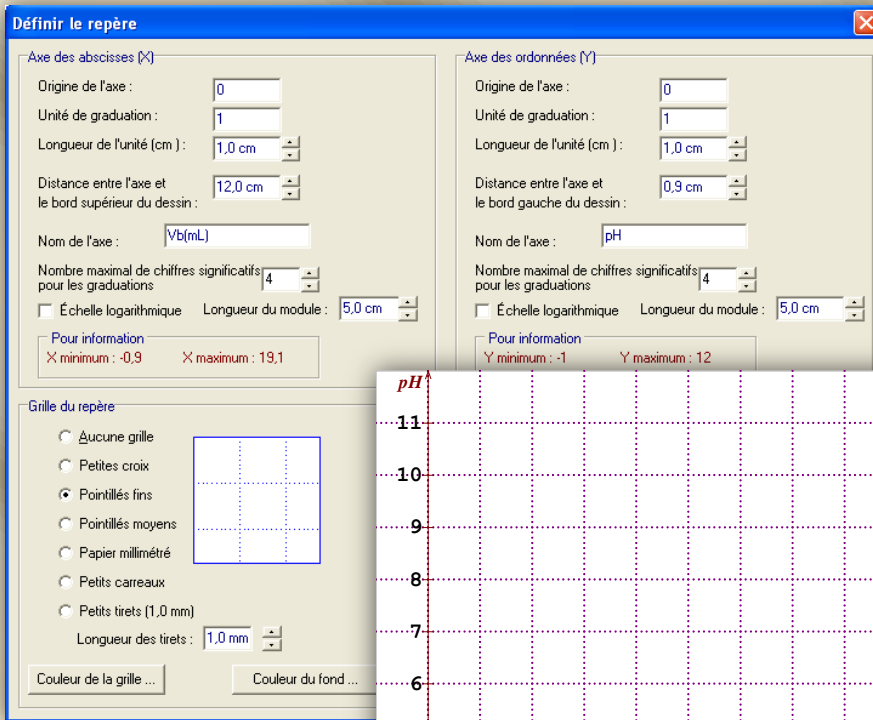 Définir le repère
Axe des abscisses (X)
Origine de l'axe : 0
Unité de graduation : 1
Longueur de l'unité (cm ) : 1,0 cm
Distance entre l'axe et
le bord supérieur du dessin : 12,0 cm
Nom de l'axe : Vb(mL)
Nombre maximal de chiffres significatifs
pour les graduations 4
Échelle logarithmique Longueur du module : 5,0 cm
Pour information
X minimum : -0,9 X maximum : 19,1
Axe des ordonnées (Y)
Origine de l'axe : 0
Unité de graduation : 1
Longueur de l'unité (cm ) : 1,0 cm
Distance entre l'axe et
le bord gauche du dessin : 0,9 cm
Nom de l'axe : pH
Nombre maximal de chiffres significatifs
pour les graduations 4
Échelle logarithmique Longueur du module : 5,0 cm
Pour information
Y minimum : -1 Y maximum : 12
Grille du repère
Aucune grille
Petites croix
Pointillés fins
Pointillés moyens
Papier millimétré
Petits carreaux
Petits tirets (1,0 mm)
Longueur des tirets : 1,0 mm
Couleur de la grille ... Couleur du fond ...
pH
11
10
9
8
7
6